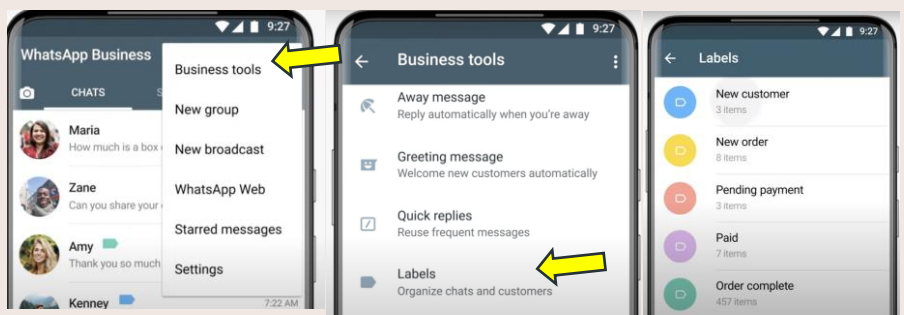 9:27
WhatsApp Business
CHATS
Maria
How much is a box
Zane
Can you share your
Amy
Thank you so much
Kenney
7:22 AM
Business tools
New group
New broadcast
WhatsApp Web
Starred messages
Settings
9:27
Business tools
Away message
Reply automatically when you're away
Greeting message
Welcome new customers automatically
Quick replies
Reuse frequent messages
Labels
Organize chats and customers
9:27
Labels
New customer
3 items
New order
8 items
Pending payment
3 items
Paid
7 items
Order complete
457 items